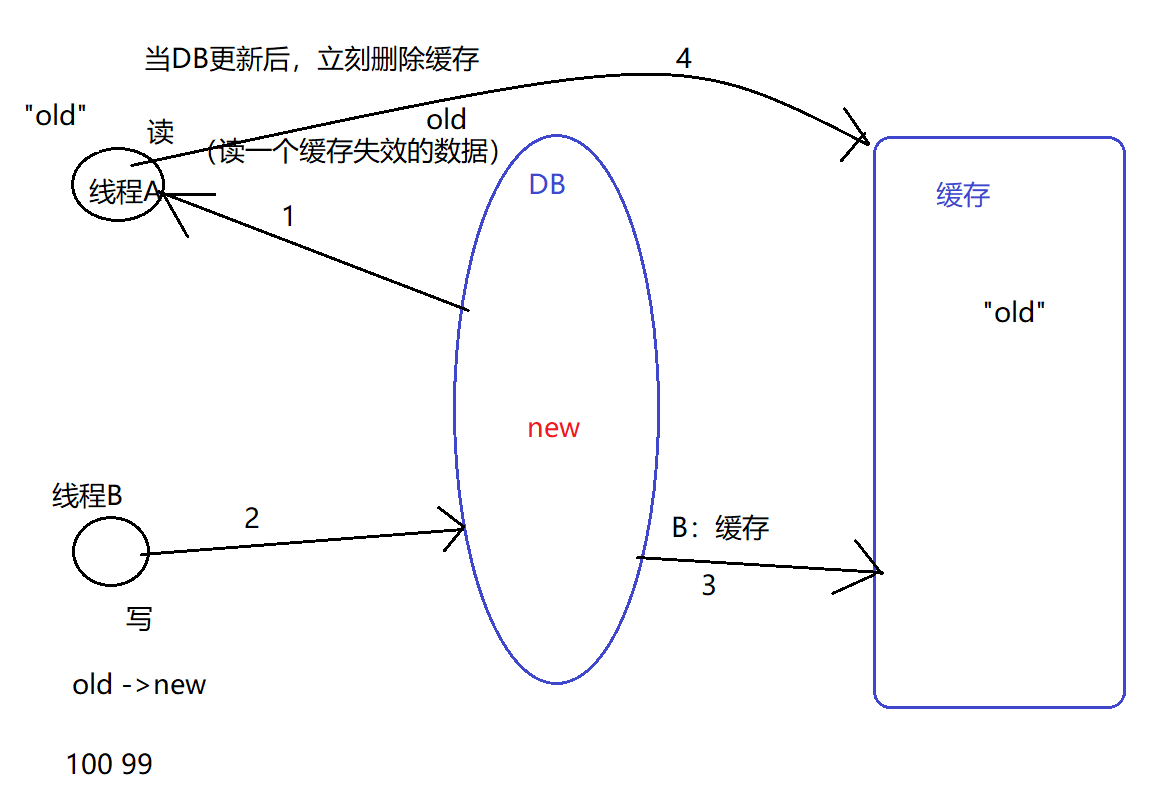 当DB更新后，立刻删除缓存
4
"old"
读
old
（读一个缓存失效的数据）
线程A
DB
缓存
1
"old"
new
线程B
2
B：缓存
3
写
old ->new
100 99